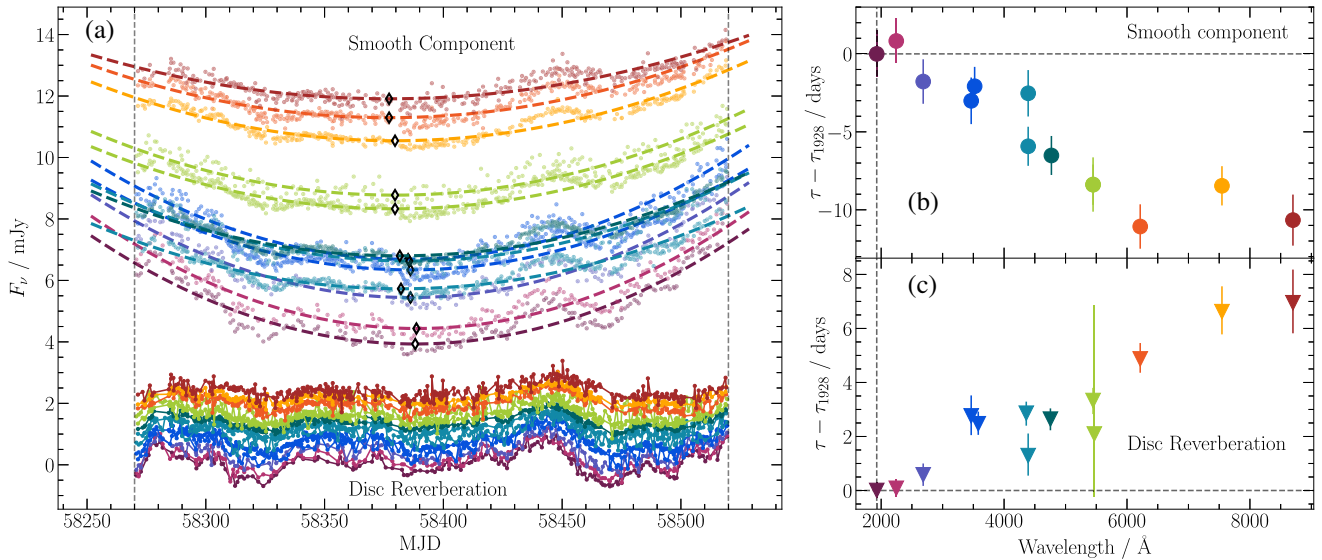 (a)
Smooth Component
14
12
10
8
6
4
2
0
F_ν / mJy
Disc Reverberation
58250
58300
58350
58400
58450
58500
MJD
Smooth component
0
−5
−10
τ − τ_1928 / days
(b)
(c)
8
6
4
2
0
τ − τ_1928 / days
Disc Reverberation
2000
4000
6000
8000
Wavelength / Å